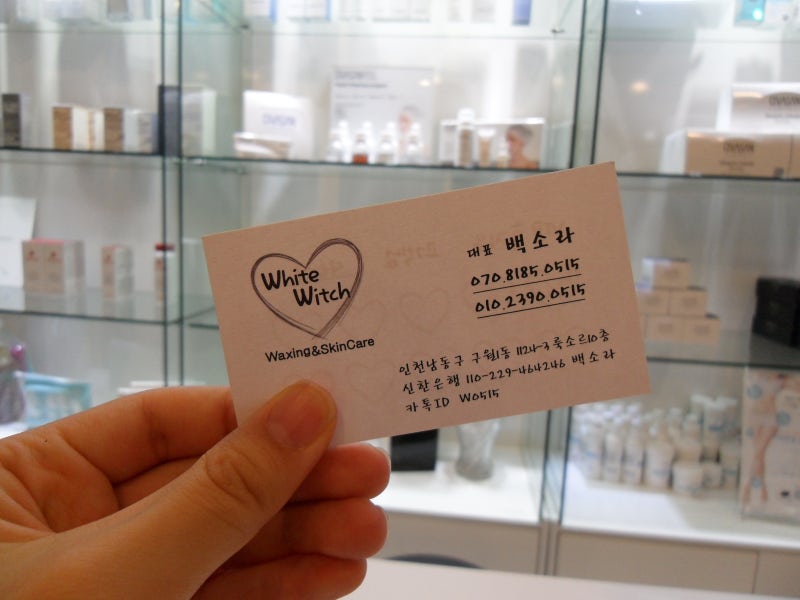 White
Witch
Waxing&SkinCare
대표 백소라
070.8185.0515
010.2390.0515
인천남동구 구월1동 1124-3 룩소르10층
신한은행 110-229-464246 백소라
카톡ID W0515